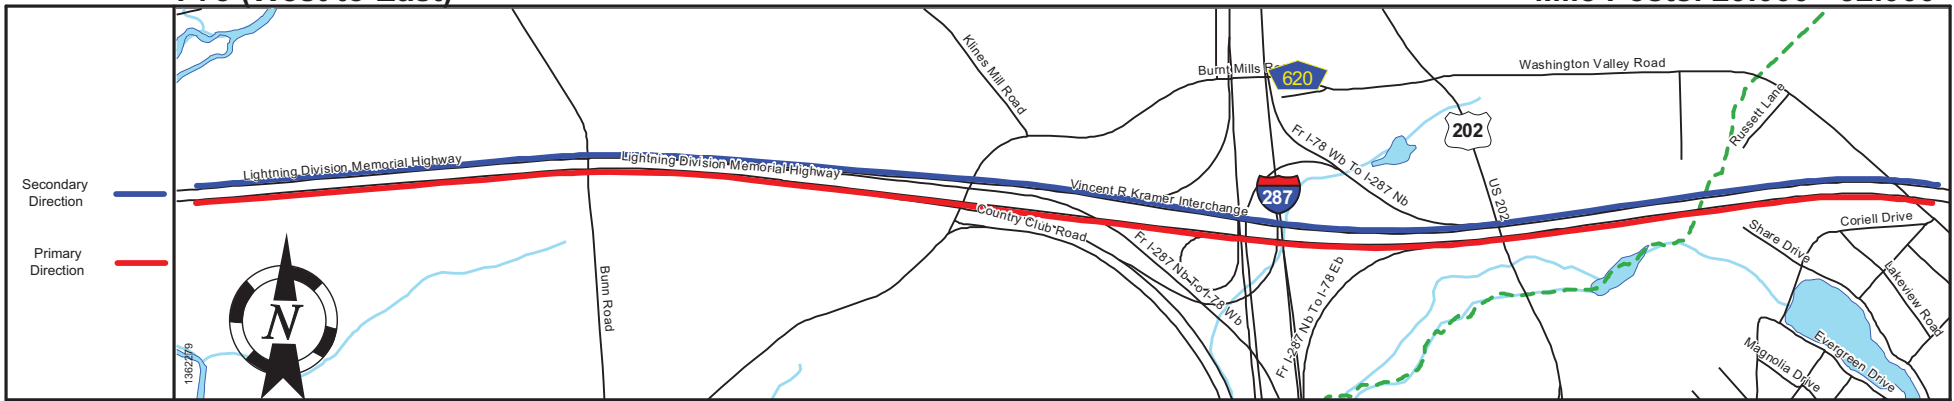 Secondary
Direction
Primary
Direction
Lightning Division Memorial Highway
Lightning Division Memorial Highway
Vincent R Kramer Interchange
Country Club Road
Klines Mill Road
Bunn Road
Burnt Mills
620
Washington Valley Road
Russett Lane
202
US 202
287
Fr I-78 Wb To I-287 Nb
Fr I-287 Nb To I-78 Wb
Fr I-287 Nb To I-78 Eb
Share Drive
Coriell Drive
Lakeview Road
Evergreen Drive
Magnolia Drive
N
1362279